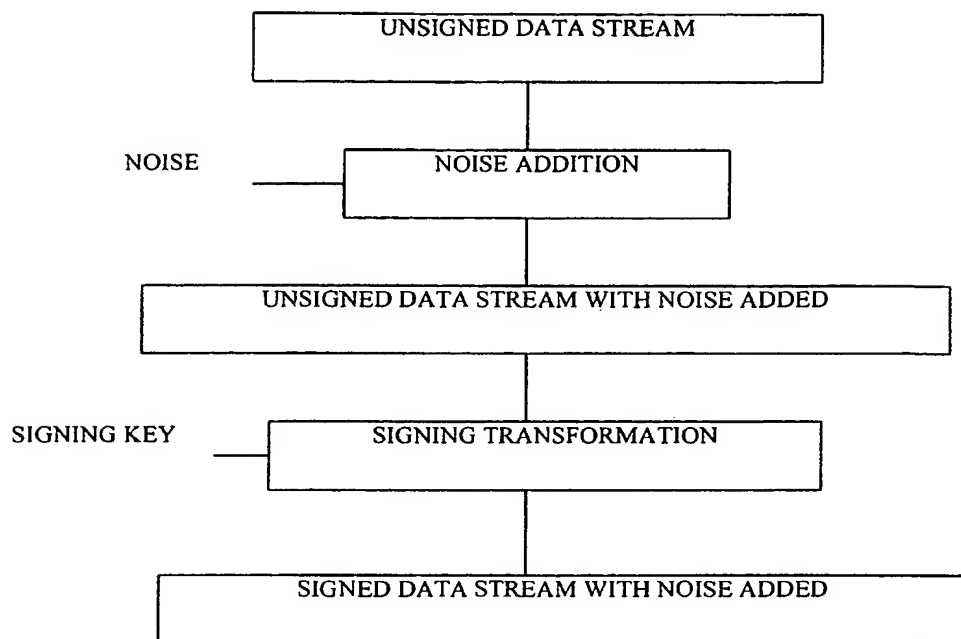 UNSIGNED DATA STREAM
NOISE
NOISE ADDITION
UNSIGNED DATA STREAM WITH NOISE ADDED
SIGNING KEY
SIGNING TRANSFORMATION
SIGNED DATA STREAM WITH NOISE ADDED